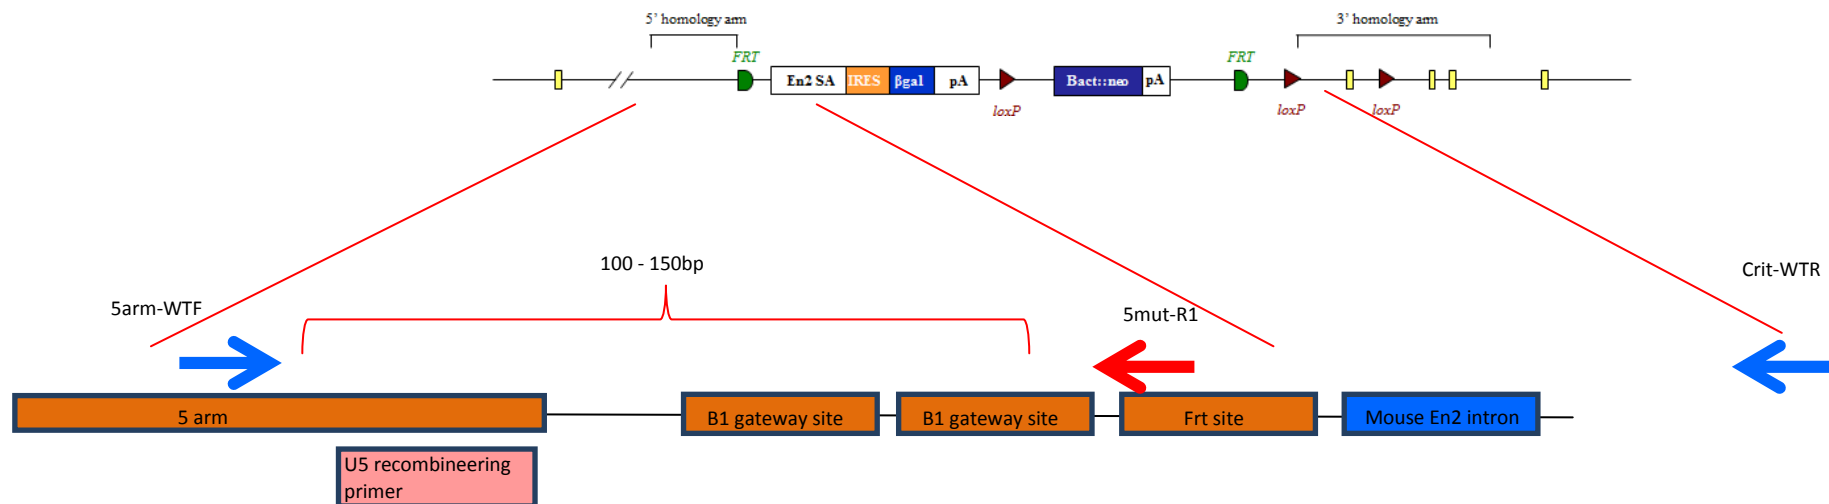 5' homology arm
3' homology arm
FRT
FRT
En2 SA IRES βgal pA
Bact::neo pA
loxP
loxP
loxP
100 - 150bp
Crit-WTR
5arm-WTF
5mut-R1
5 arm
B1 gateway site
B1 gateway site
Frt site
Mouse En2 intron
U5 recombineering
primer